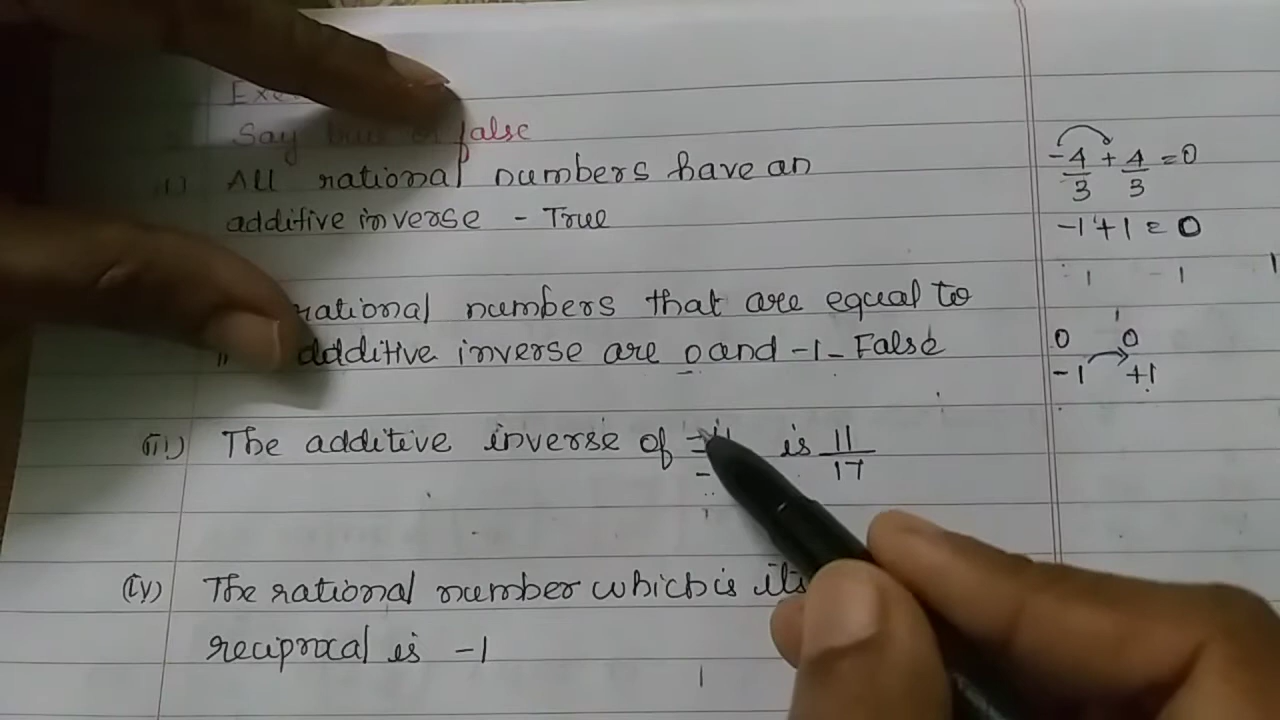 Say false
i) All rational numbers have an
additive inverse - True
rational numbers that are equal to
additive inverse are 0 and -1 - False
(iii) The additive inverse of is 11/17
(iv) The rational number which is its
reciprocal is -1
-4/3 + 4/3 = 0
-1 + 1 = 0
0 0
-1 +1